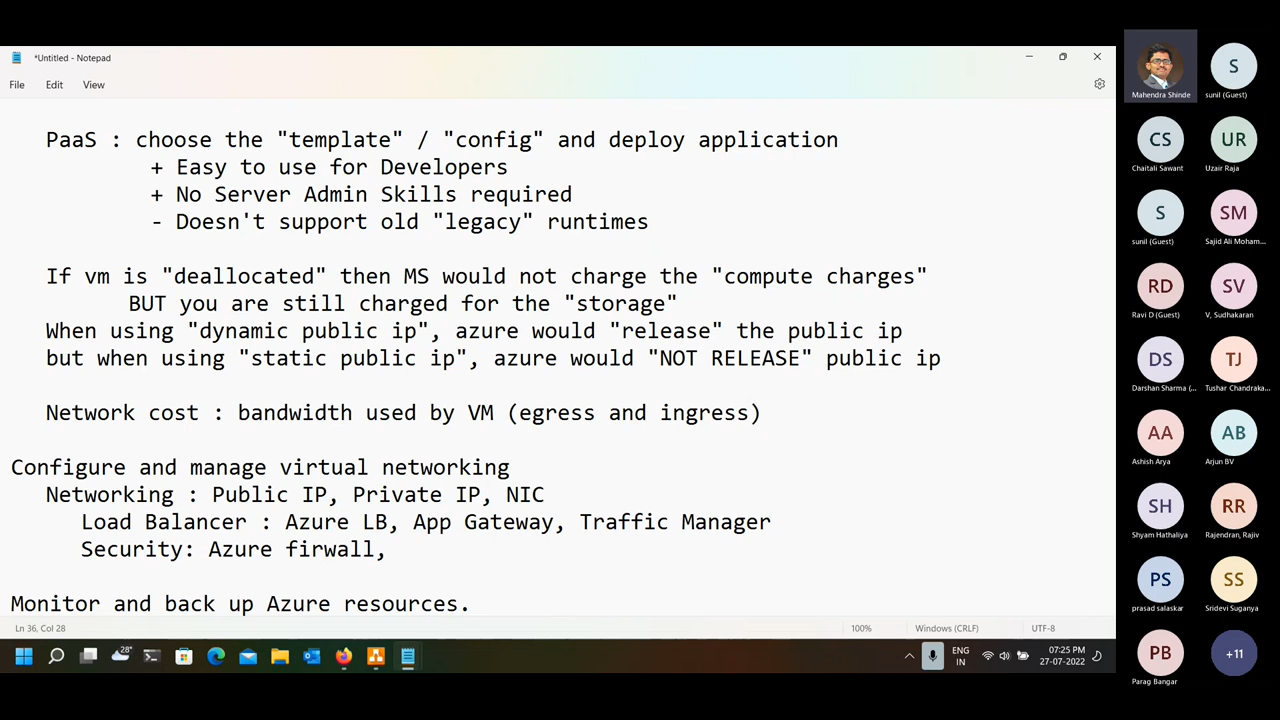 *Untitled - Notepad
File Edit View
PaaS : choose the "template" / "config" and deploy application
+ Easy to use for Developers
+ No Server Admin Skills required
- Doesn't support old "legacy" runtimes
If vm is "deallocated" then MS would not charge the "compute charges"
BUT you are still charged for the "storage"
When using "dynamic public ip", azure would "release" the public ip
but when using "static public ip", azure would "NOT RELEASE" public ip
Network cost : bandwidth used by VM (egress and ingress)
Configure and manage virtual networking
Networking : Public IP, Private IP, NIC
Load Balancer : Azure LB, App Gateway, Traffic Manager
Security: Azure firwall,
Monitor and back up Azure resources.
Ln 36, Col 28 100% Windows (CRLF) UTF-8
28°
ENG
IN
07:25 PM
27-07-2022
Mahendra Shinde
S
sunil (Guest)
CS
Chaitali Sawant
UR
Uzair Raja
S
sunil (Guest)
SM
Sajid Ali Moham...
RD
Ravi D (Guest)
SV
V, Sudhakaran
DS
Darshan Sharma (...
TJ
Tushar Chandraka...
AA
Ashish Arya
AB
Arjun BV
SH
Shyam Hathaliya
RR
Rajendran, Rajiv
PS
prasad salaskar
SS
Sridevi Suganya
PB
Parag Bangar
+11